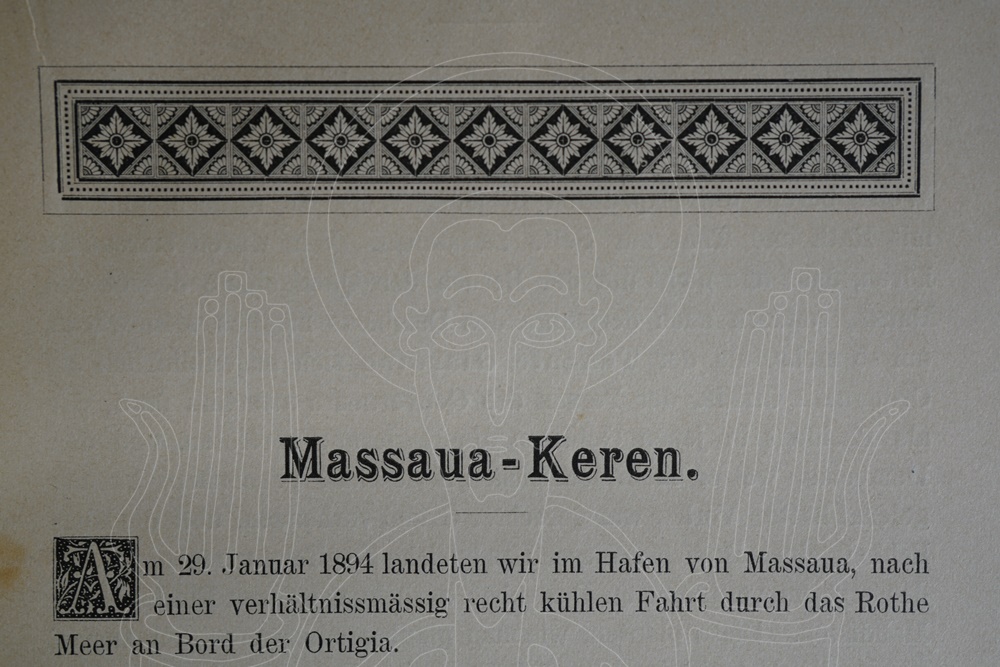 Massaua-Keren.
Am 29. Januar 1894 landeten wir im Hafen von Massaua, nach
einer verhältnissmässig recht kühlen Fahrt durch das Rothe
Meer an Bord der Ortigia.